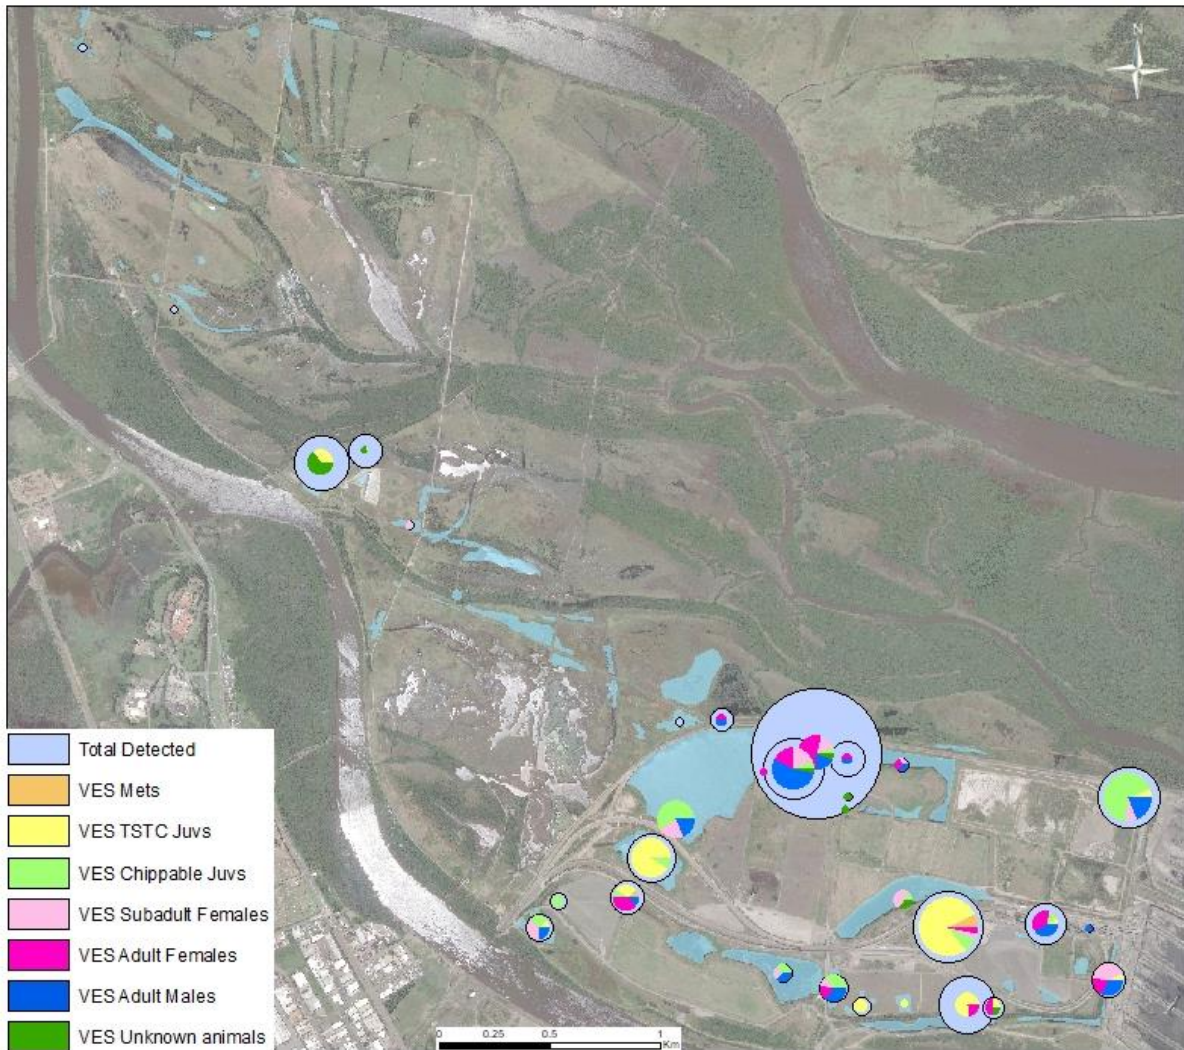 N
Total Detected
VES Mets
VES TSTC Juvs
VES Chippable Juvs
VES Subadult Females
VES Adult Females
VES Adult Males
VES Unknown animals
0 0.25 0.5 1
Km